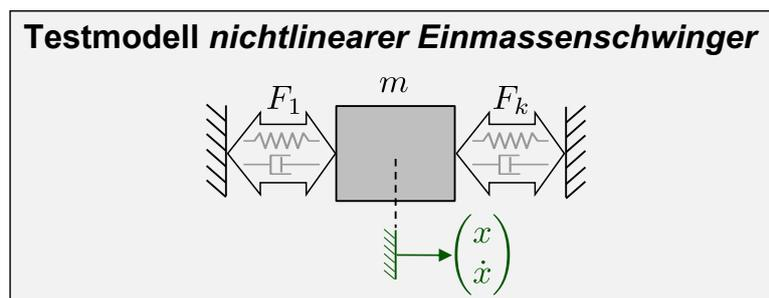 Testmodell nichtlinearer Einmassenschwinger
m
F₁ Fₖ
x
ẋ